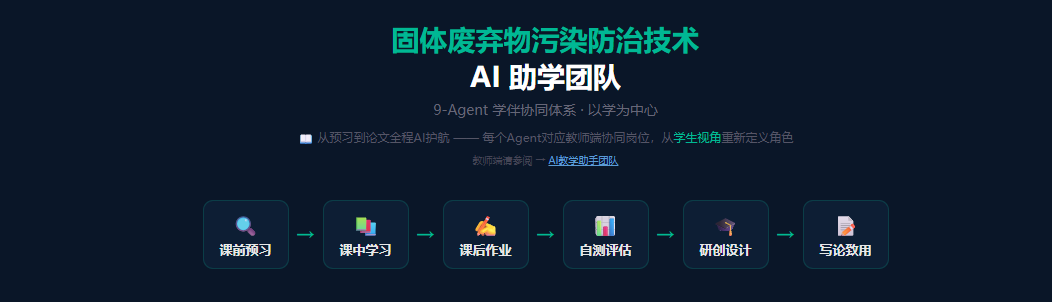 固体废弃物污染防治技术
AI 助学团队
9-Agent 学伴协同体系 · 以学为中心
从预习到论文全程AI护航 —— 每个Agent对应教师端协同岗位，从学生视角重新定义角色
教师端请参阅 → AI教学助手团队
课前预习 → 课中学习 → 课后作业 → 自测评估 → 研创设计 → 写论致用